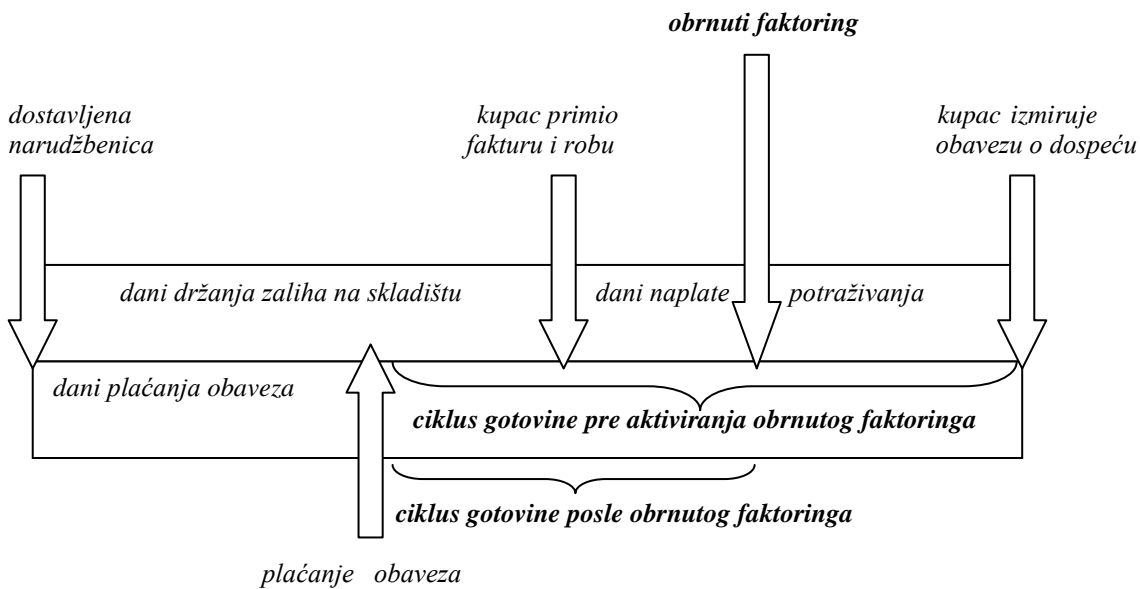 obrnuti faktoring
dostavljena
narudžbenica
kupac primio
fakturu i robu
kupac izmiruje
obavezu o dospeću
dani držanja zaliha na skladištu
dani naplate potraživanja
dani plaćanja obaveza
ciklus gotovine pre aktiviranja obrnutog faktoringa
ciklus gotovine posle obrnutog faktoringa
plaćanje obaveza